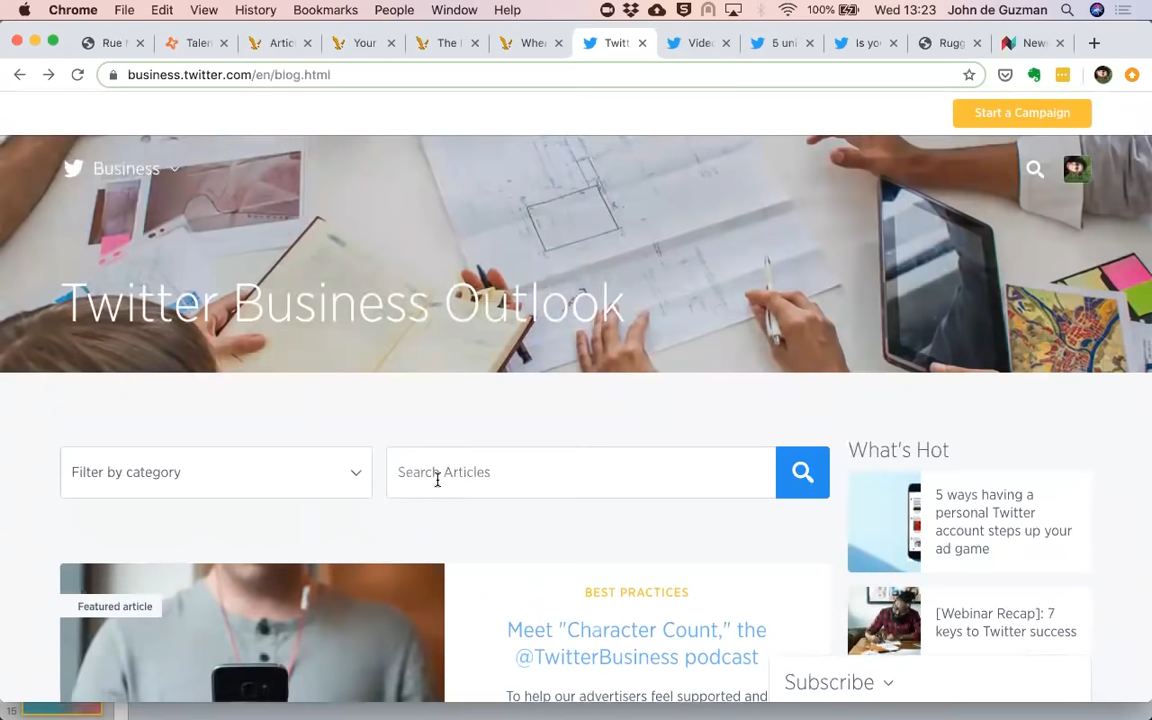 Chrome File Edit View History Bookmarks People Window Help 100% Wed 13:23 John de Guzman
Rue Talen Artic Your The Whe Twitt Video 5 uni Is yo Rugg New
business.twitter.com/en/blog.html
Start a Campaign
Business
Twitter Business Outlook
Filter by category
Search Articles
What's Hot
5 ways having a
personal Twitter
account steps up your
ad game
BEST PRACTICES
Featured article
Meet "Character Count," the
@TwitterBusiness podcast
[Webinar Recap]: 7
keys to Twitter success
To help our advertisers feel supported and
Subscribe
15